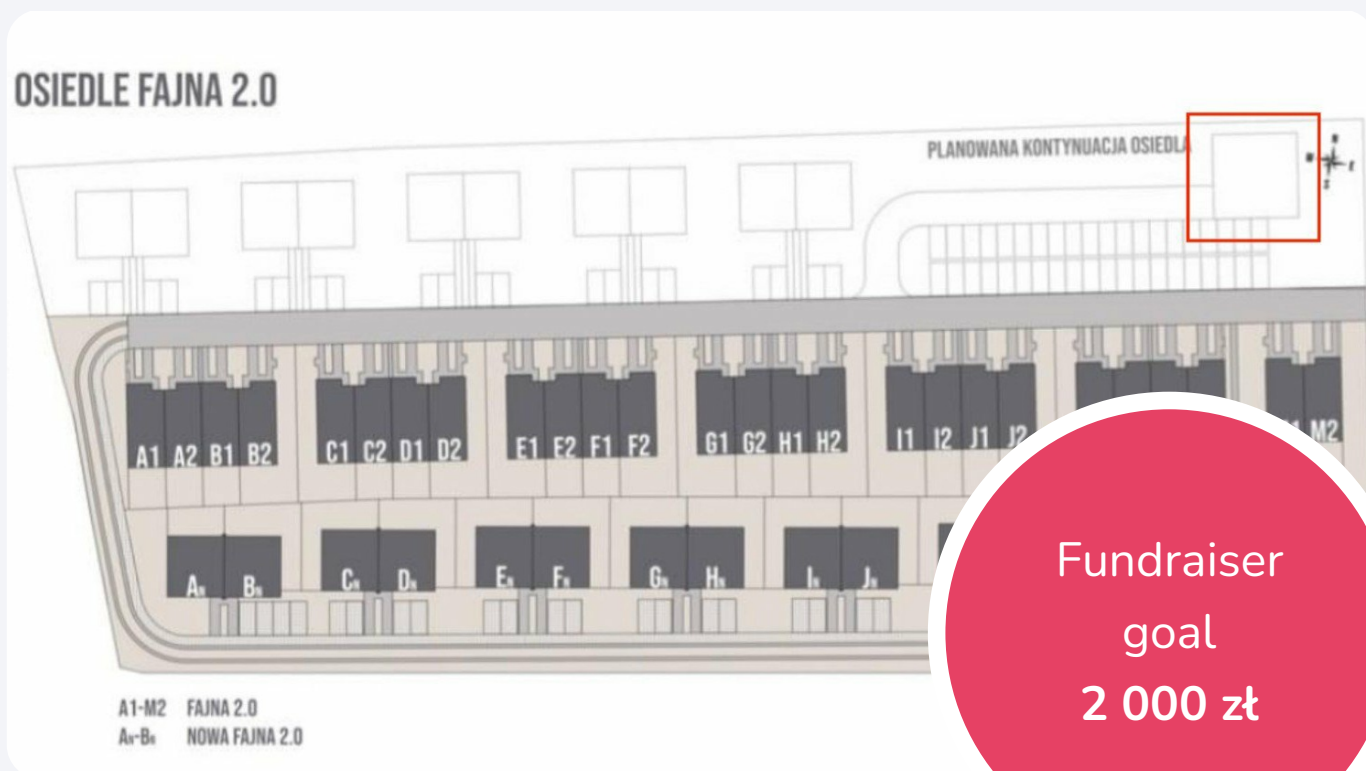 OSIEDLE FAJNA 2.0
PLANOWANA KONTYNUACJA OSIEDLA
N
W E
S
A1 A2 B1 B2 C1 C2 D1 D2 E1 E2 F1 F2 G1 G2 H1 H2 I1 I2 J1 J2 M2
AN BN CN DN EN FN GN HN IN JN
Fundraiser
goal
2 000 zł
A1-M2 FAJNA 2.0
AN-BN NOWA FAJNA 2.0